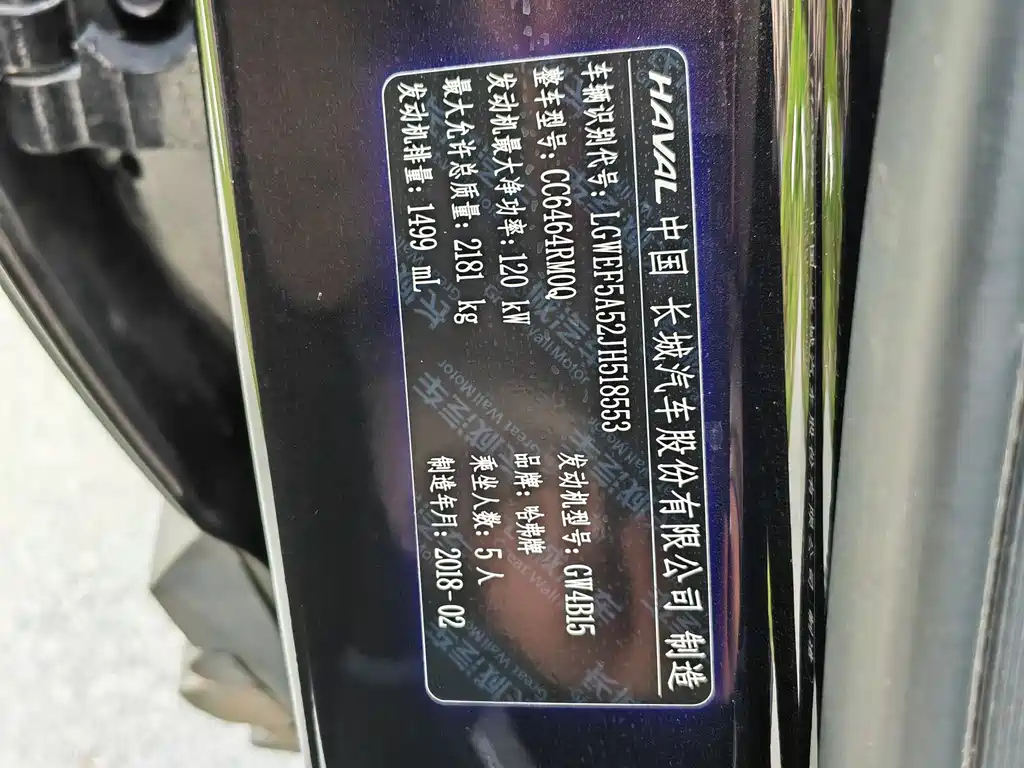 HAVAL 中国 长城汽车股份有限公司 制造
车辆识别代号: LGWEF5A52JH518553
整车型号: CC6464RM0Q 发动机型号: GW4B15
发动机最大净功率: 120 kW 品牌: 哈弗牌
最大允许总质量: 2181 kg 乘坐人数: 5人
发动机排量: 1499 mL 制造年月: 2018-02